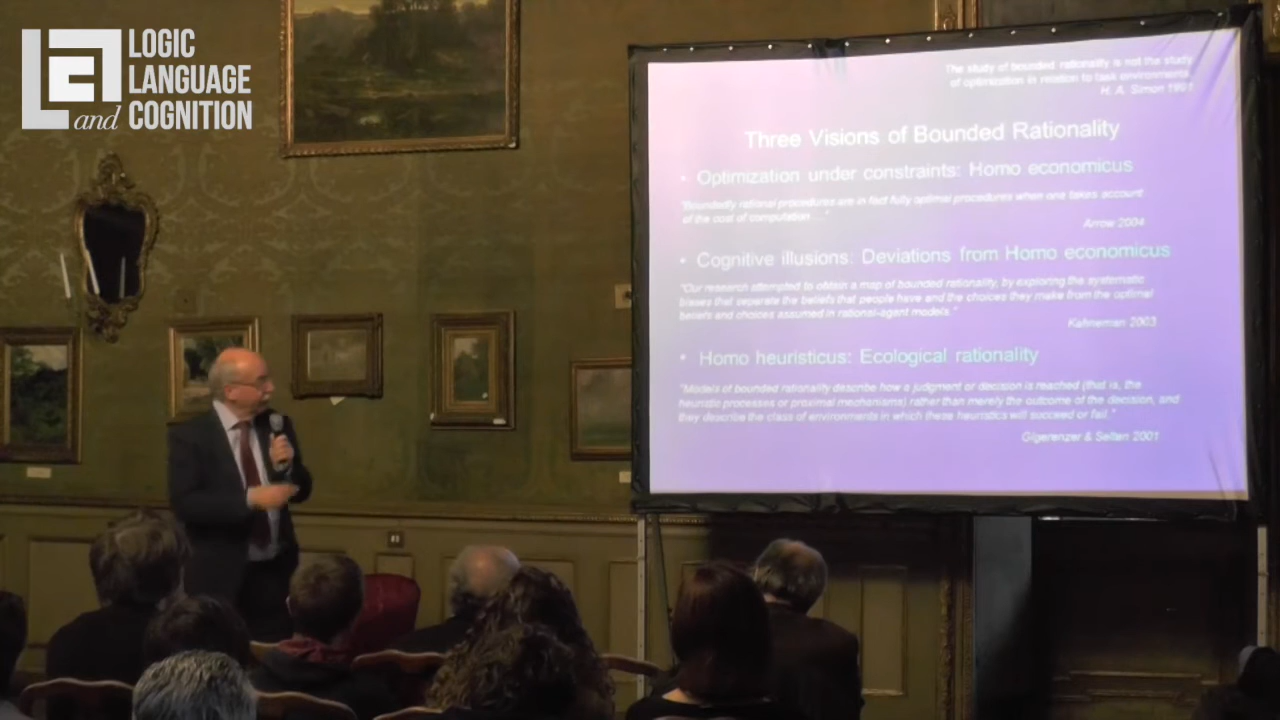 LOGIC
LANGUAGE
and COGNITION
The study of bounded rationality is not the study
of optimization in relation to task environments
H. A. Simon 1991
Three Visions of Bounded Rationality
• Optimization under constraints: Homo economicus
"Boundedly rational procedures are in fact fully optimal procedures when one takes account
of the cost of computation ..."
Arrow 2004
• Cognitive illusions: Deviations from Homo economicus
"Our research attempted to obtain a map of bounded rationality, by exploring the systematic
biases that separate the beliefs that people have and the choices they make from the optimal
beliefs and choices assumed in rational-agent models."
Kahneman 2003
• Homo heuristicus: Ecological rationality
"Models of bounded rationality describe how a judgment or decision is reached (that is, the
heuristic processes or proximal mechanisms) rather than merely the outcome of the decision, and
they describe the class of environments in which these heuristics will succeed or fail."
Gigerenzer & Selten 2001